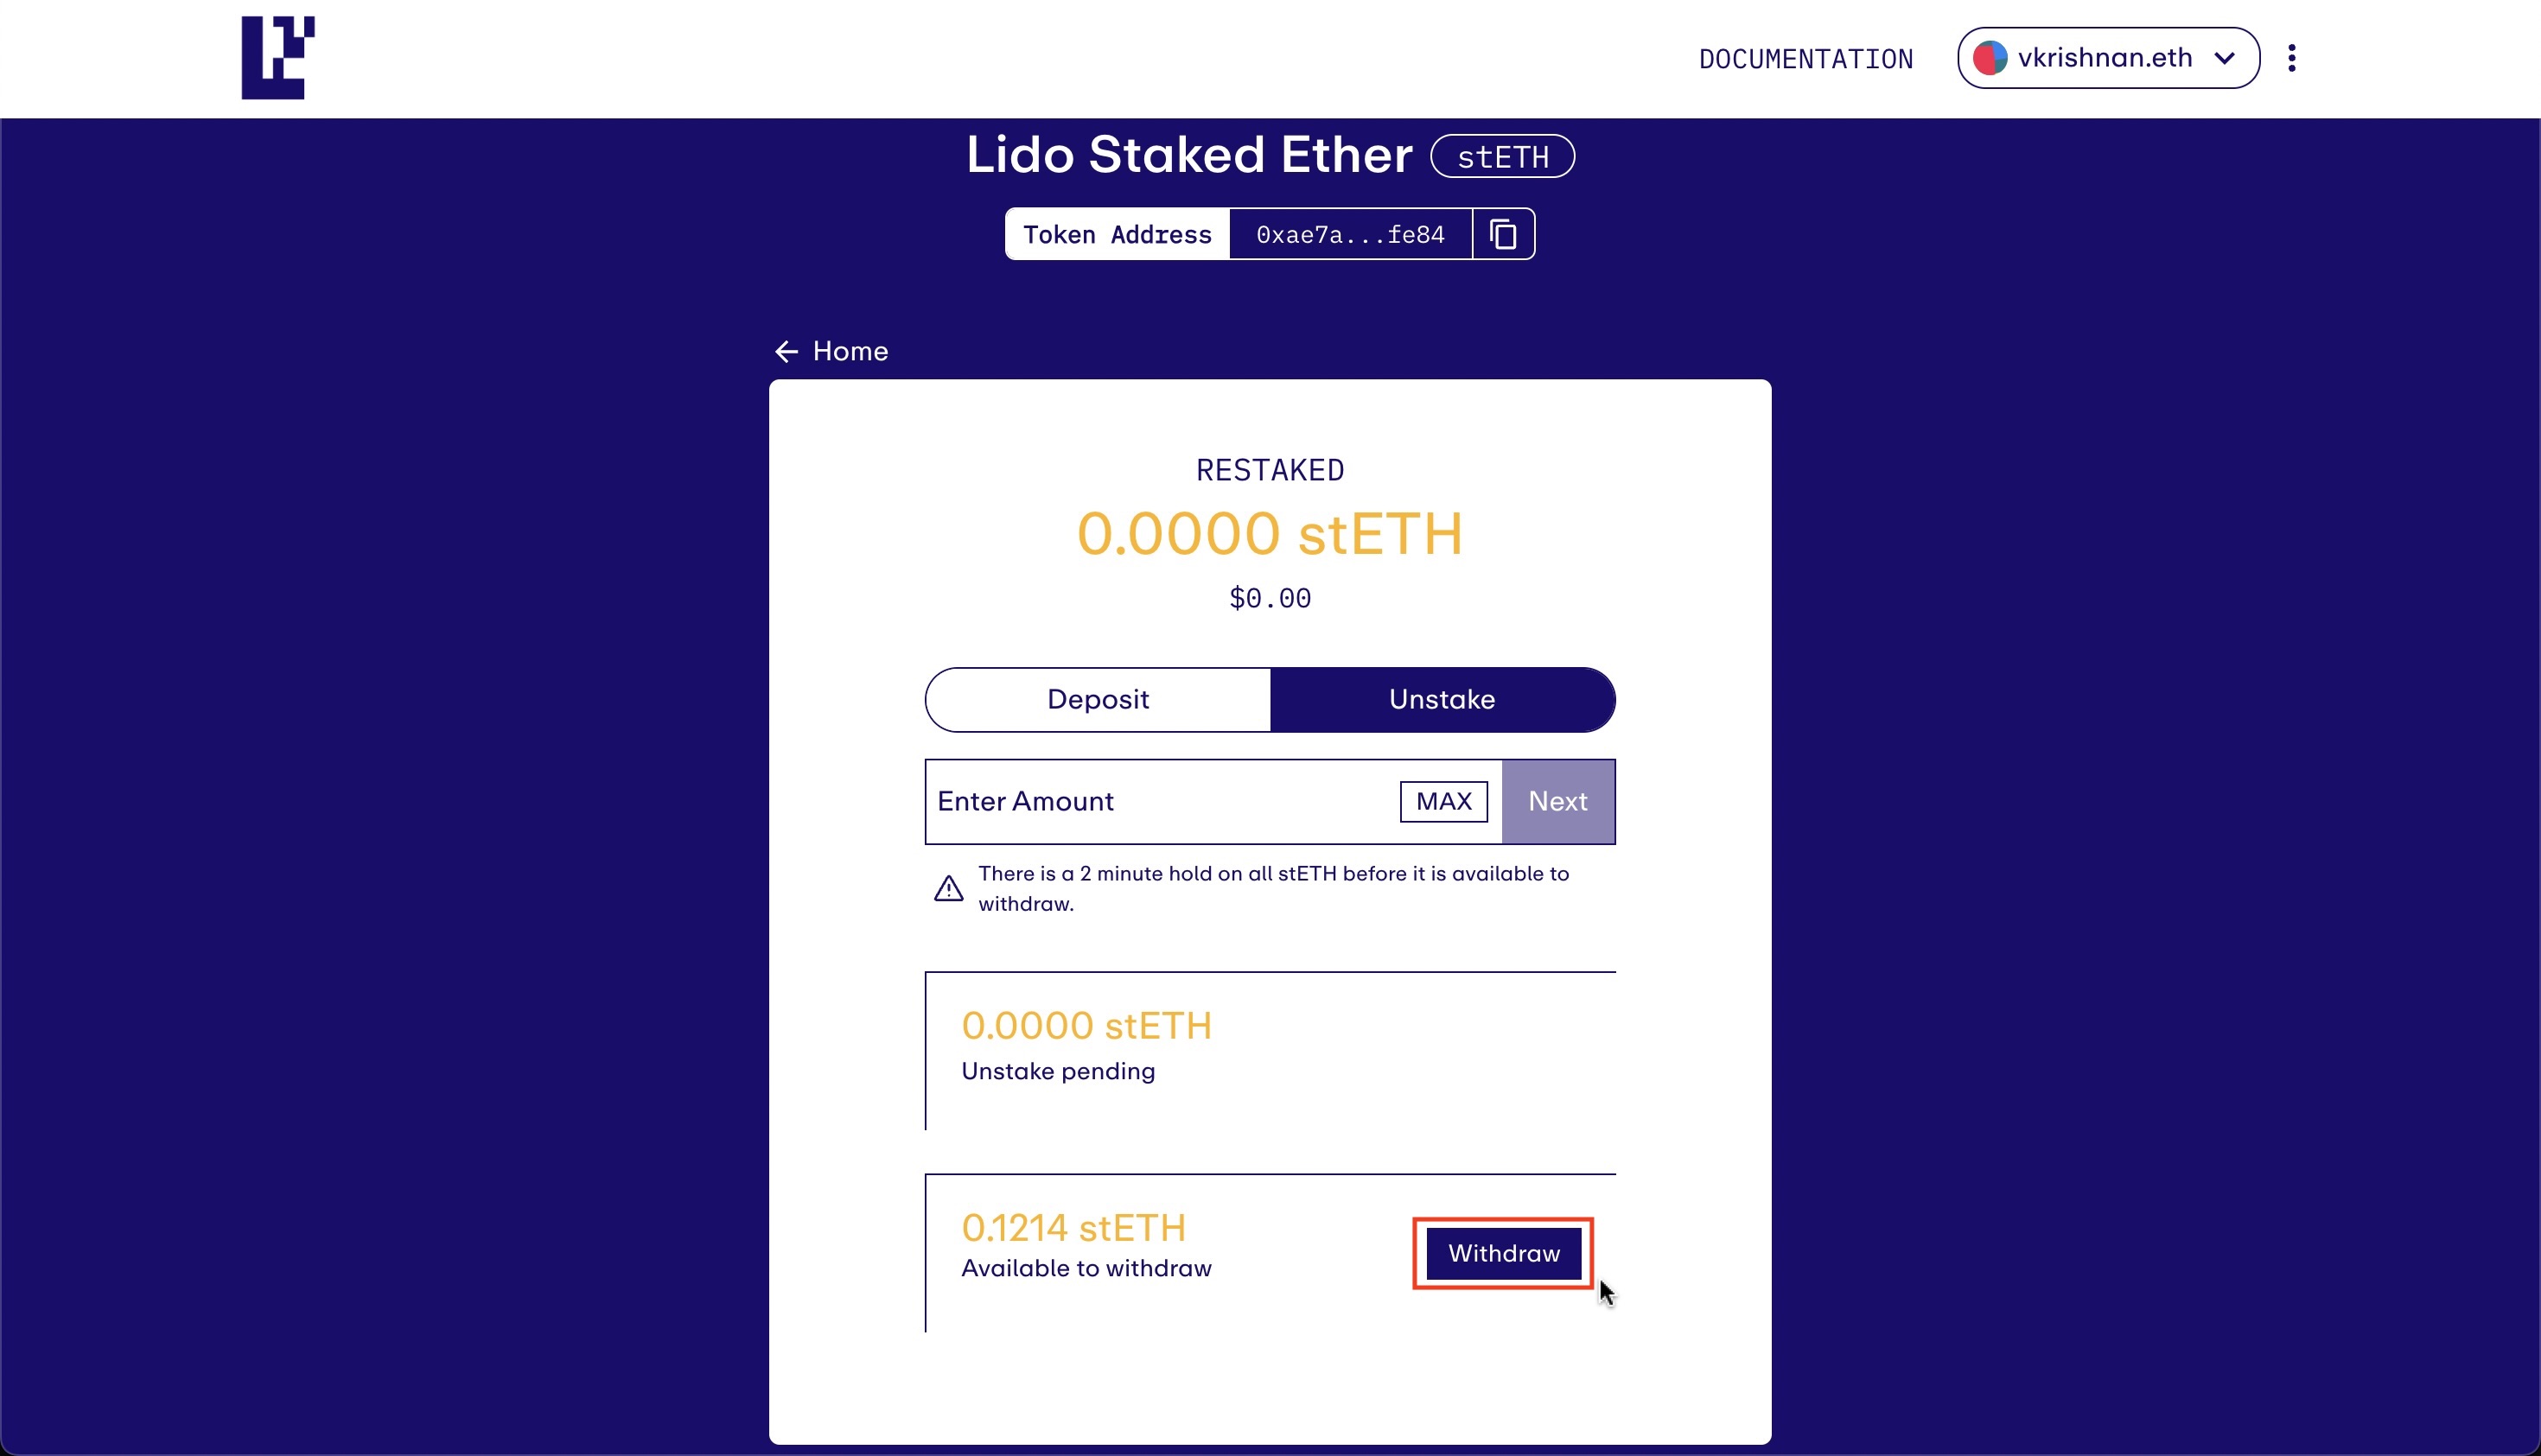 DOCUMENTATION
vkrishnan.eth
Lido Staked Ether stETH
Token Address 0xae7a...fe84
Home
RESTAKED
0.0000 stETH
$0.00
Deposit Unstake
Enter Amount MAX Next
There is a 2 minute hold on all stETH before it is available to
withdraw.
0.0000 stETH
Unstake pending
0.1214 stETH
Available to withdraw
Withdraw